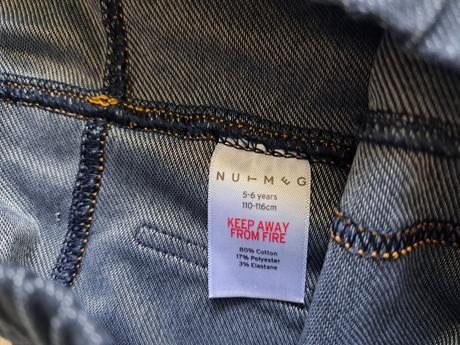 NUTMEG
5-6 years
110-116cm
KEEP AWAY
FROM FIRE
80% Cotton
17% Polyester
3% Elastane